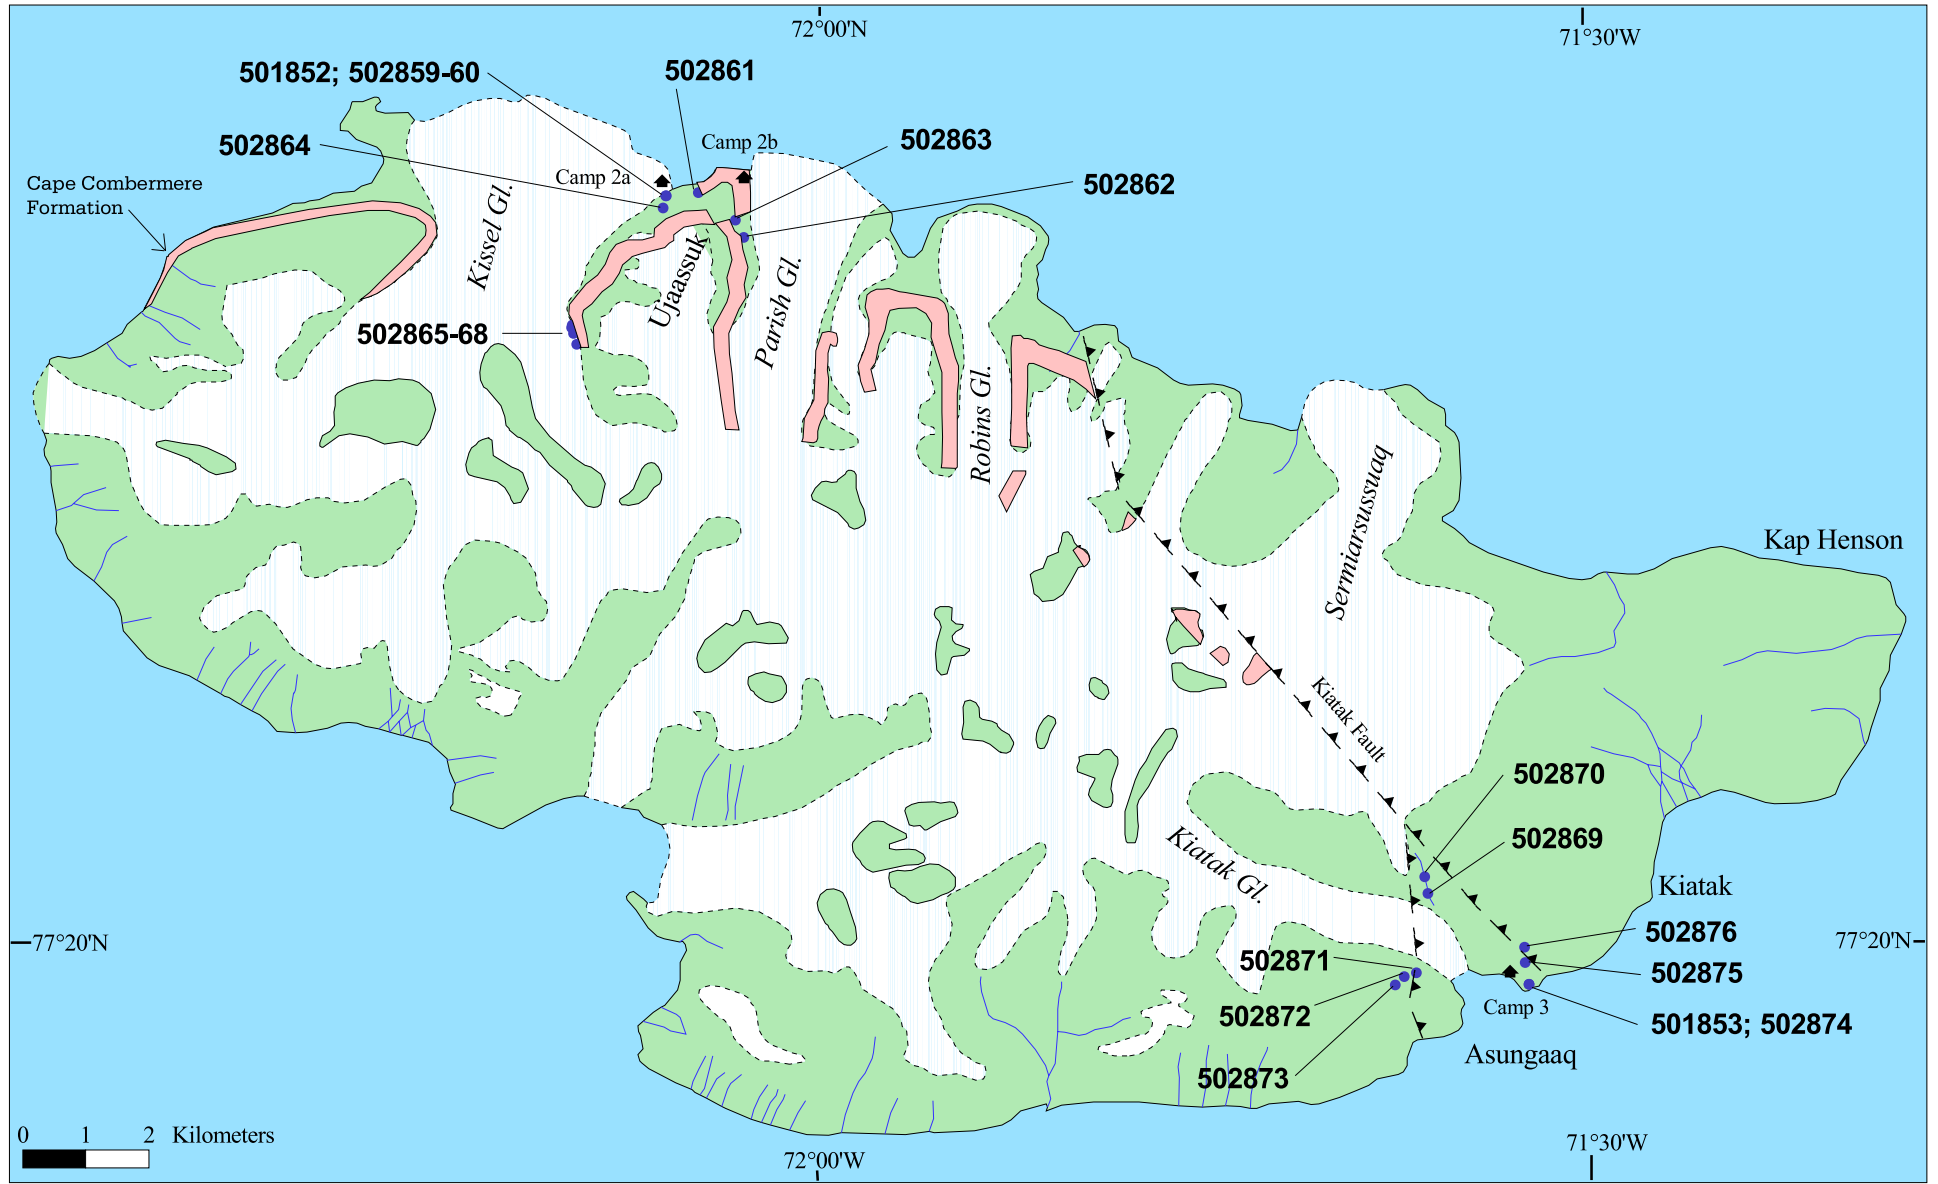 72°00'N
71°30'W
501852; 502859-60
502861
Camp 2b
502863
502864
Camp 2a
502862
Cape Combermere
Formation
Kissel Gl.
Ujaassuk
Parish Gl.
502865-68
Robins Gl.
Sermiarsussuaq
Kap Henson
Kiatak Fault
502870
502869
Kiatak Gl.
Kiatak
502876
77°20'N
77°20'N
502871
502875
Camp 3
502872
501853; 502874
Asungaaq
502873
0 1 2 Kilometers
72°00'W
71°30'W